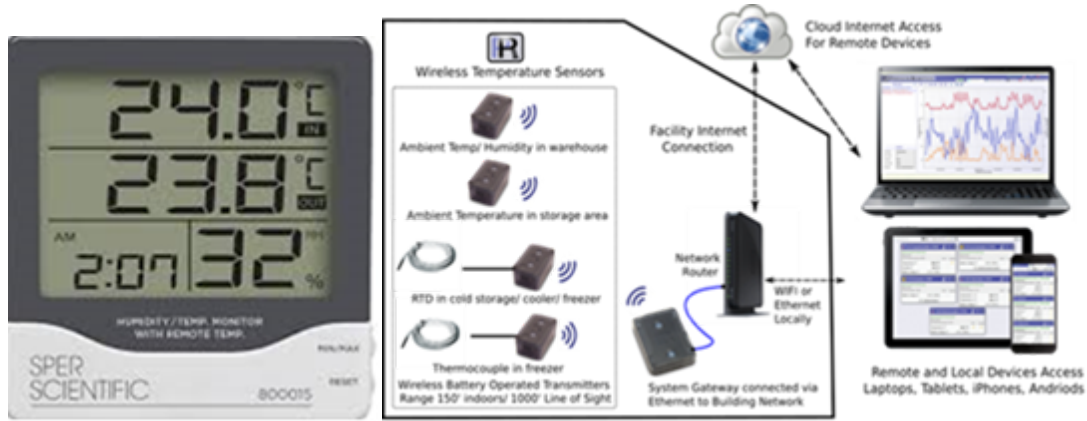 24.0 °C
IN
23.8 °C
OUT
AM
2:07
32 %
HUMIDITY/TEMP. MONITOR
WITH REMOTE TEMP.
SPER
SCIENTIFIC
800015
RESET
Wireless Temperature Sensors
Ambient Temp/ Humidity in warehouse
Ambient Temperature in storage area
RTD in cold storage/ cooler/ freezer
Thermocouple in freezer
Wireless Battery Operated Transmitters
Range 150' indoors/ 1000' Line of Sight
Cloud Internet Access
For Remote Devices
Facility Internet
Connection
Network
Router
WIFI or
Ethernet
Locally
System Gateway connected via
Ethernet to Building Network
Remote and Local Devices Access
Laptops, Tablets, iPhones, Andriods